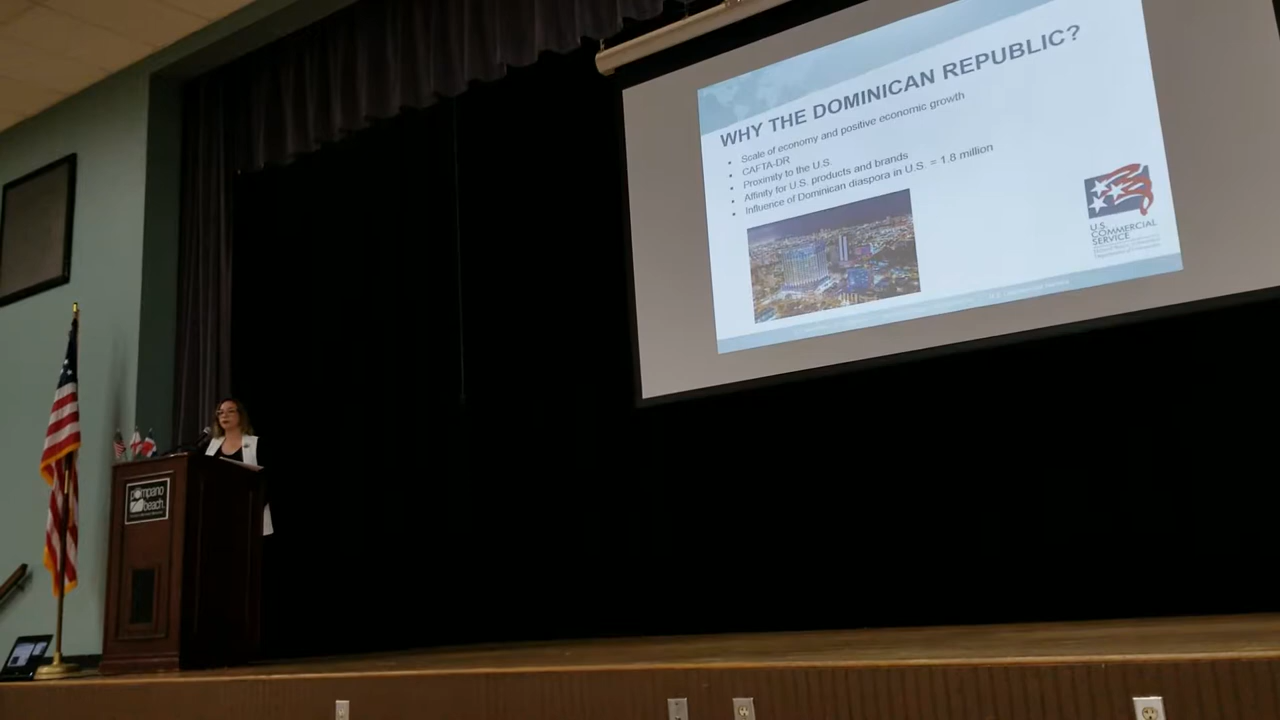 WHY THE DOMINICAN REPUBLIC?
• Scale of economy and positive economic growth
• CAFTA-DR
• Proximity to the U.S.
• Affinity for U.S. products and brands
• Influence of Dominican diaspora in U.S. = 1.8 million
U.S.
COMMERCIAL
SERVICE
pompano
beach